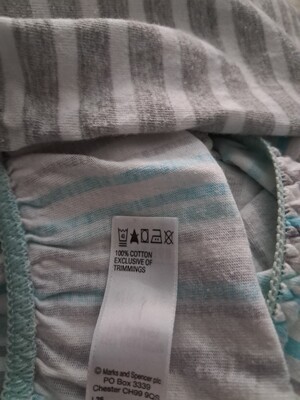 100% COTTON
EXCLUSIVE OF
TRIMMINGS
© Marks and Spencer plc
PO Box 3339
Chester CH99 9QS